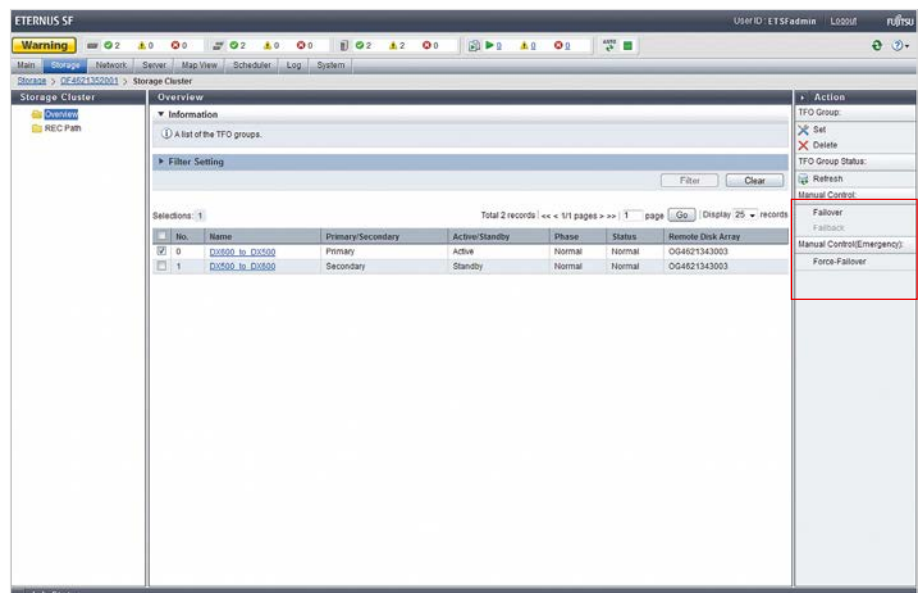 ETERNUS SF
User ID : ETSFadmin Logout FUJITSU
Warning 2 0 0 2 0 0 2 2 0 0 0 0 AUTO
Main Storage Network Server Map View Scheduler Log System
Storage > OF4621352001 > Storage Cluster
Storage Cluster
Overview
REC Path
Overview
Information
A list of the TFO groups.
Filter Setting
Filter Clear
Selections: 1 Total 2 records << < 1/1 pages > >> 1 page Go Display 25 records
No. Name Primary/Secondary Active/Standby Phase Status Remote Disk Array
0 DX600_to_DX500 Primary Active Normal Normal OG4621343003
1 DX500_to_DX600 Secondary Standby Normal Normal OG4621343003
Action
TFO Group:
Set
Delete
TFO Group Status:
Refresh
Manual Control:
Failover
Failback
Manual Control(Emergency):
Force-Failover